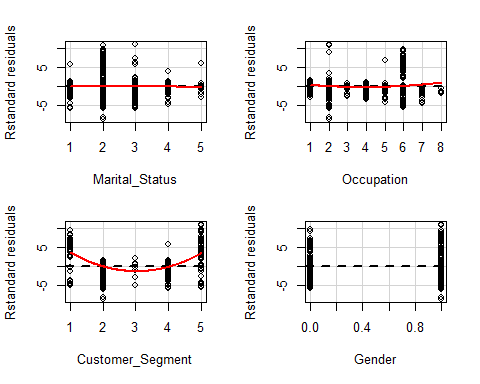 Rstandard residuals
5
-5
1 2 3 4 5
Marital_Status
Rstandard residuals
5
-5
1 2 3 4 5 6 7 8
Occupation
Rstandard residuals
5
-5
1 2 3 4 5
Customer_Segment
Rstandard residuals
5
-5
0.0 0.4 0.8
Gender